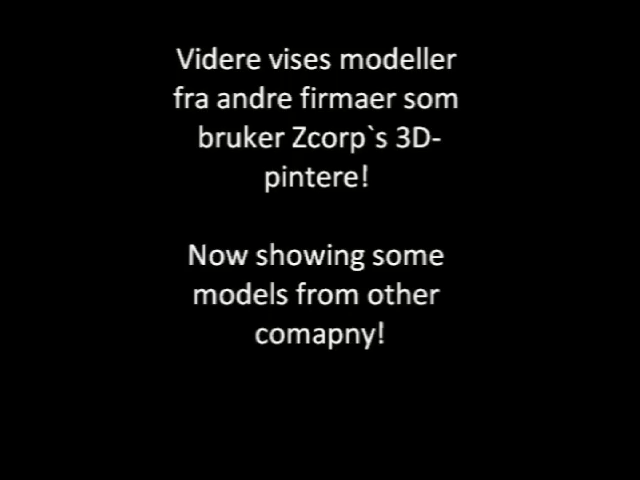 Videre vises modeller
fra andre firmaer som
bruker Zcorp`s 3D-
pintere!
Now showing some
models from other
comapny!